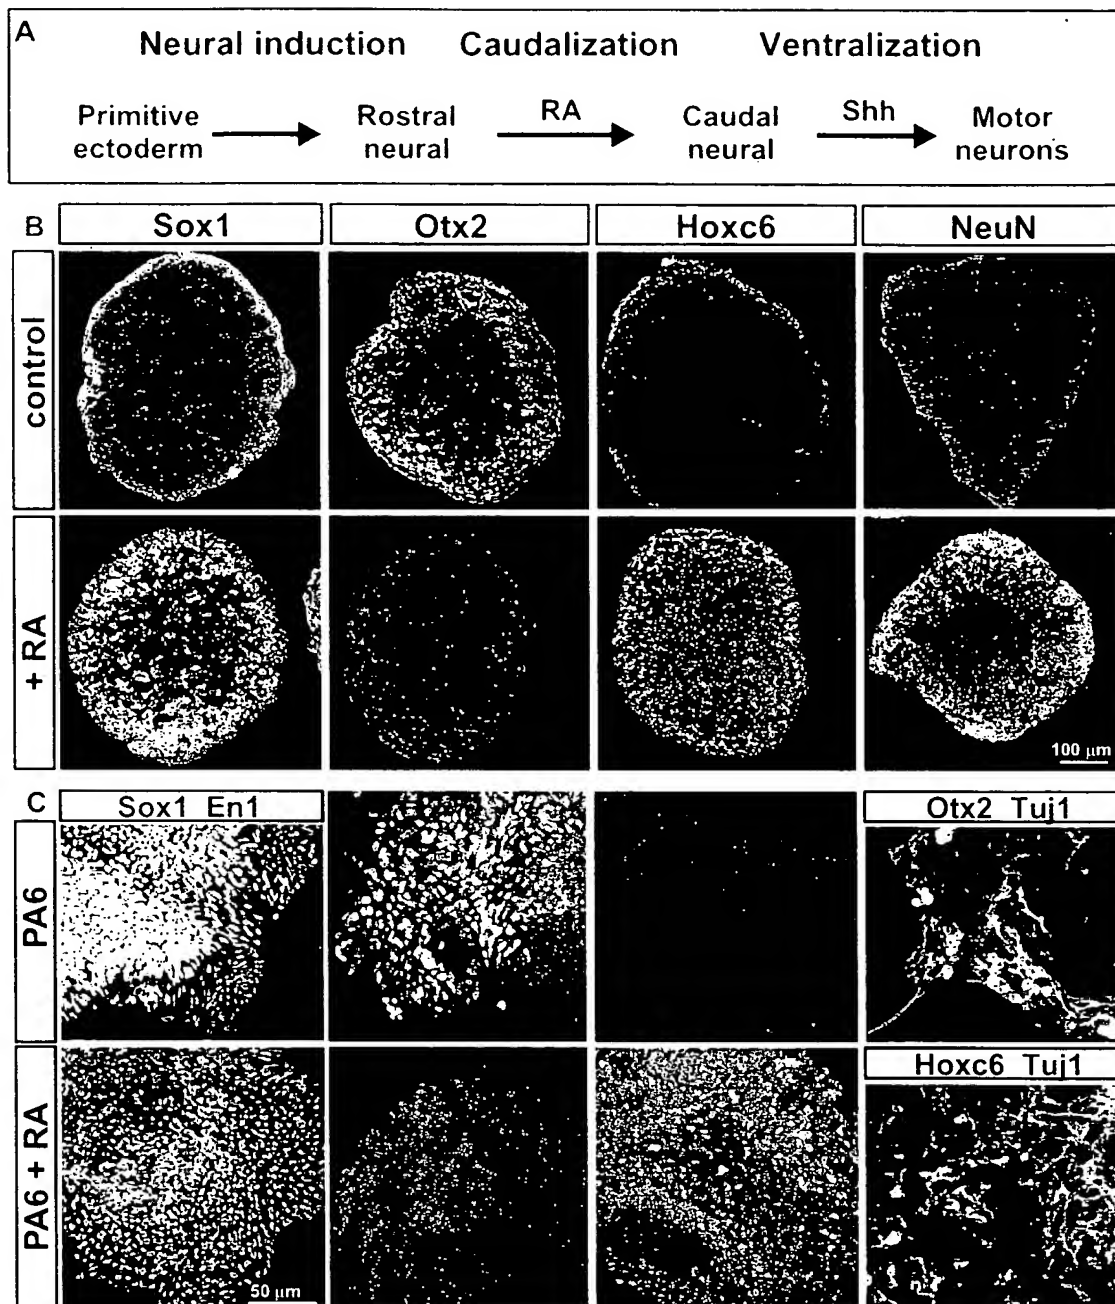 A
Neural induction Caudalization Ventralization
Primitive ectoderm
Rostral neural
RA
Caudal neural
Shh
Motor neurons
B
Sox1 Otx2 Hoxc6 NeuN
control
+ RA
100 µm
C
Sox1 En1
Otx2 Tuj1
PA6
Hoxc6 Tuj1
PA6 + RA
50 µm